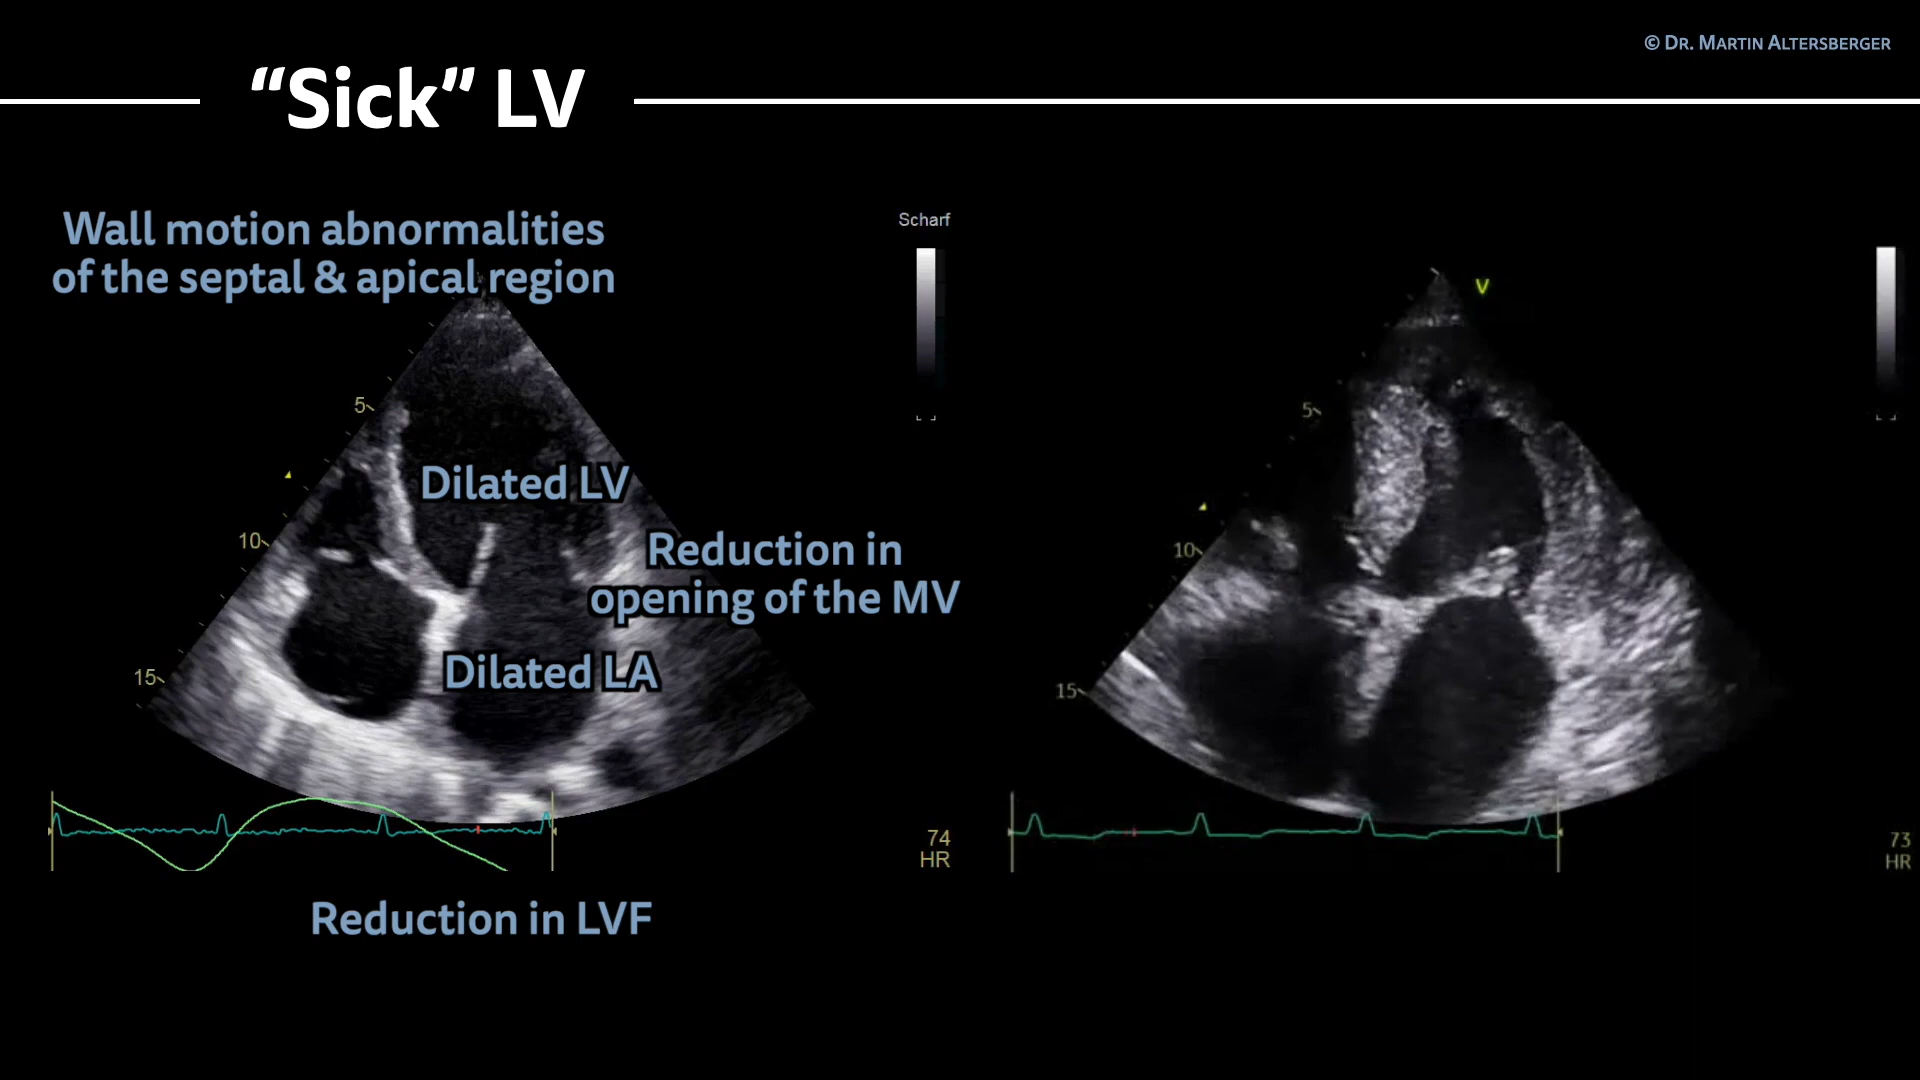 © Dr. Martin Altersberger
“Sick” LV
Wall motion abnormalities
of the septal & apical region
Scharf
V
5
5
Dilated LV
10
Reduction in
opening of the MV
10
Dilated LA
15
15
74
HR
73
HR
Reduction in LVF